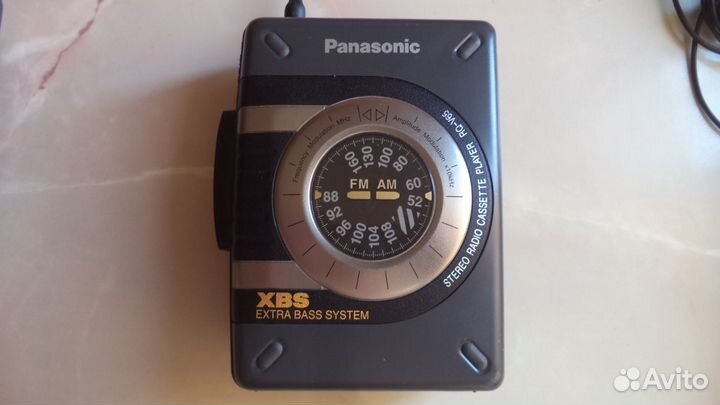 Panasonic
Frequency Modulation MHz
Amplitude Modulation x10kHz
160 130 100 80 60 52
FM AM
88 92 96 100 104 108
STEREO RADIO CASSETTE PLAYER RQ-V65
XBS
EXTRA BASS SYSTEM
Avito